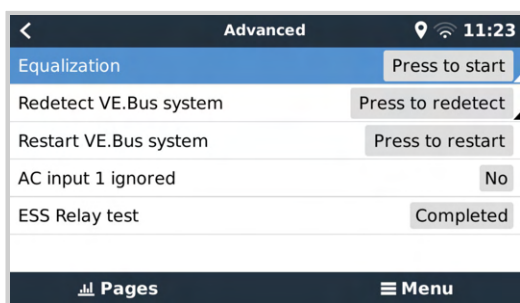 Advanced 11:23
Equalization Press to start
Redetect VE.Bus system Press to redetect
Restart VE.Bus system Press to restart
AC input 1 ignored No
ESS Relay test Completed
Pages Menu